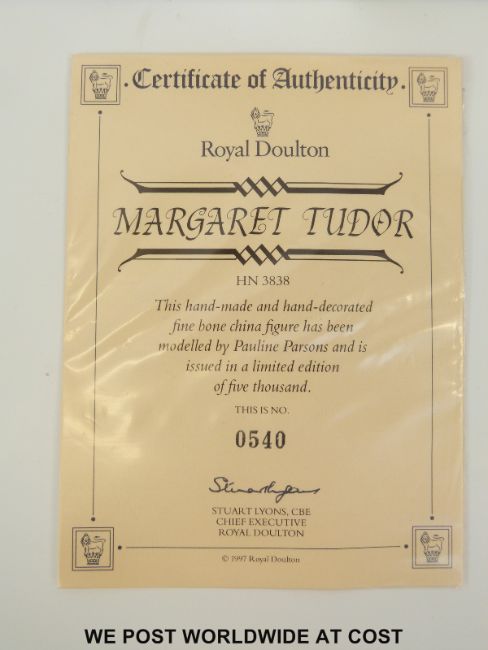 Certificate of Authenticity
Royal Doulton
MARGARET TUDOR
HN 3838
This hand-made and hand-decorated
fine bone china figure has been
modelled by Pauline Parsons and is
issued in a limited edition
of five thousand.
THIS IS NO.
0540
Stuart Lyons
STUART LYONS, CBE
CHIEF EXECUTIVE
ROYAL DOULTON
© 1997 Royal Doulton
WE POST WORLDWIDE AT COST